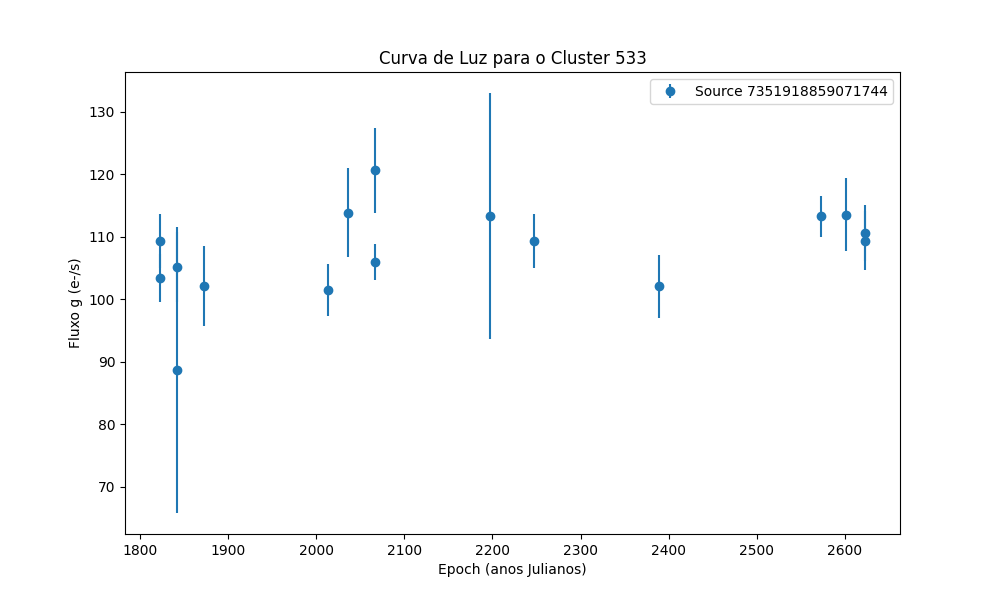 Curva de Luz para o Cluster 533
Source 7351918859071744
130
120
110
100
90
80
70
Fluxo g (e-/s)
1800 1900 2000 2100 2200 2300 2400 2500 2600
Epoch (anos Julianos)